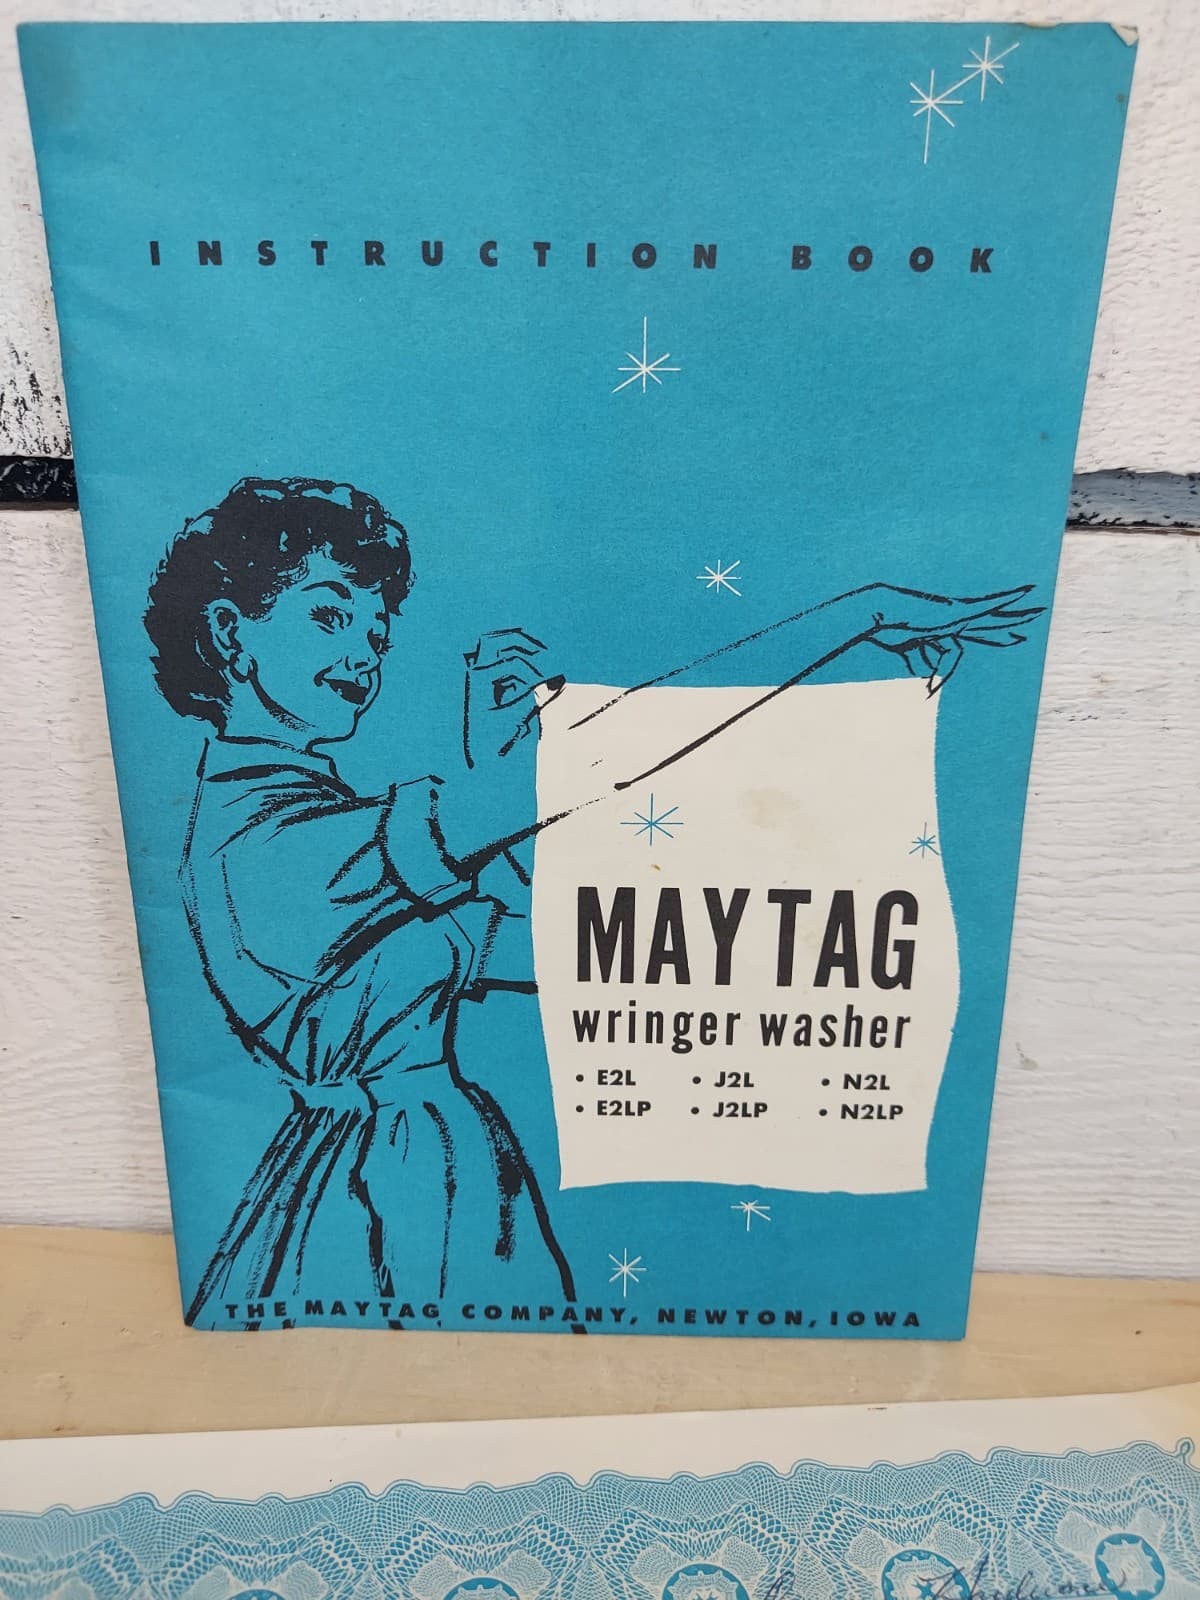 INSTRUCTION BOOK
MAYTAG
wringer washer
• E2L • J2L • N2L
• E2LP • J2LP • N2LP
THE MAYTAG COMPANY, NEWTON, IOWA